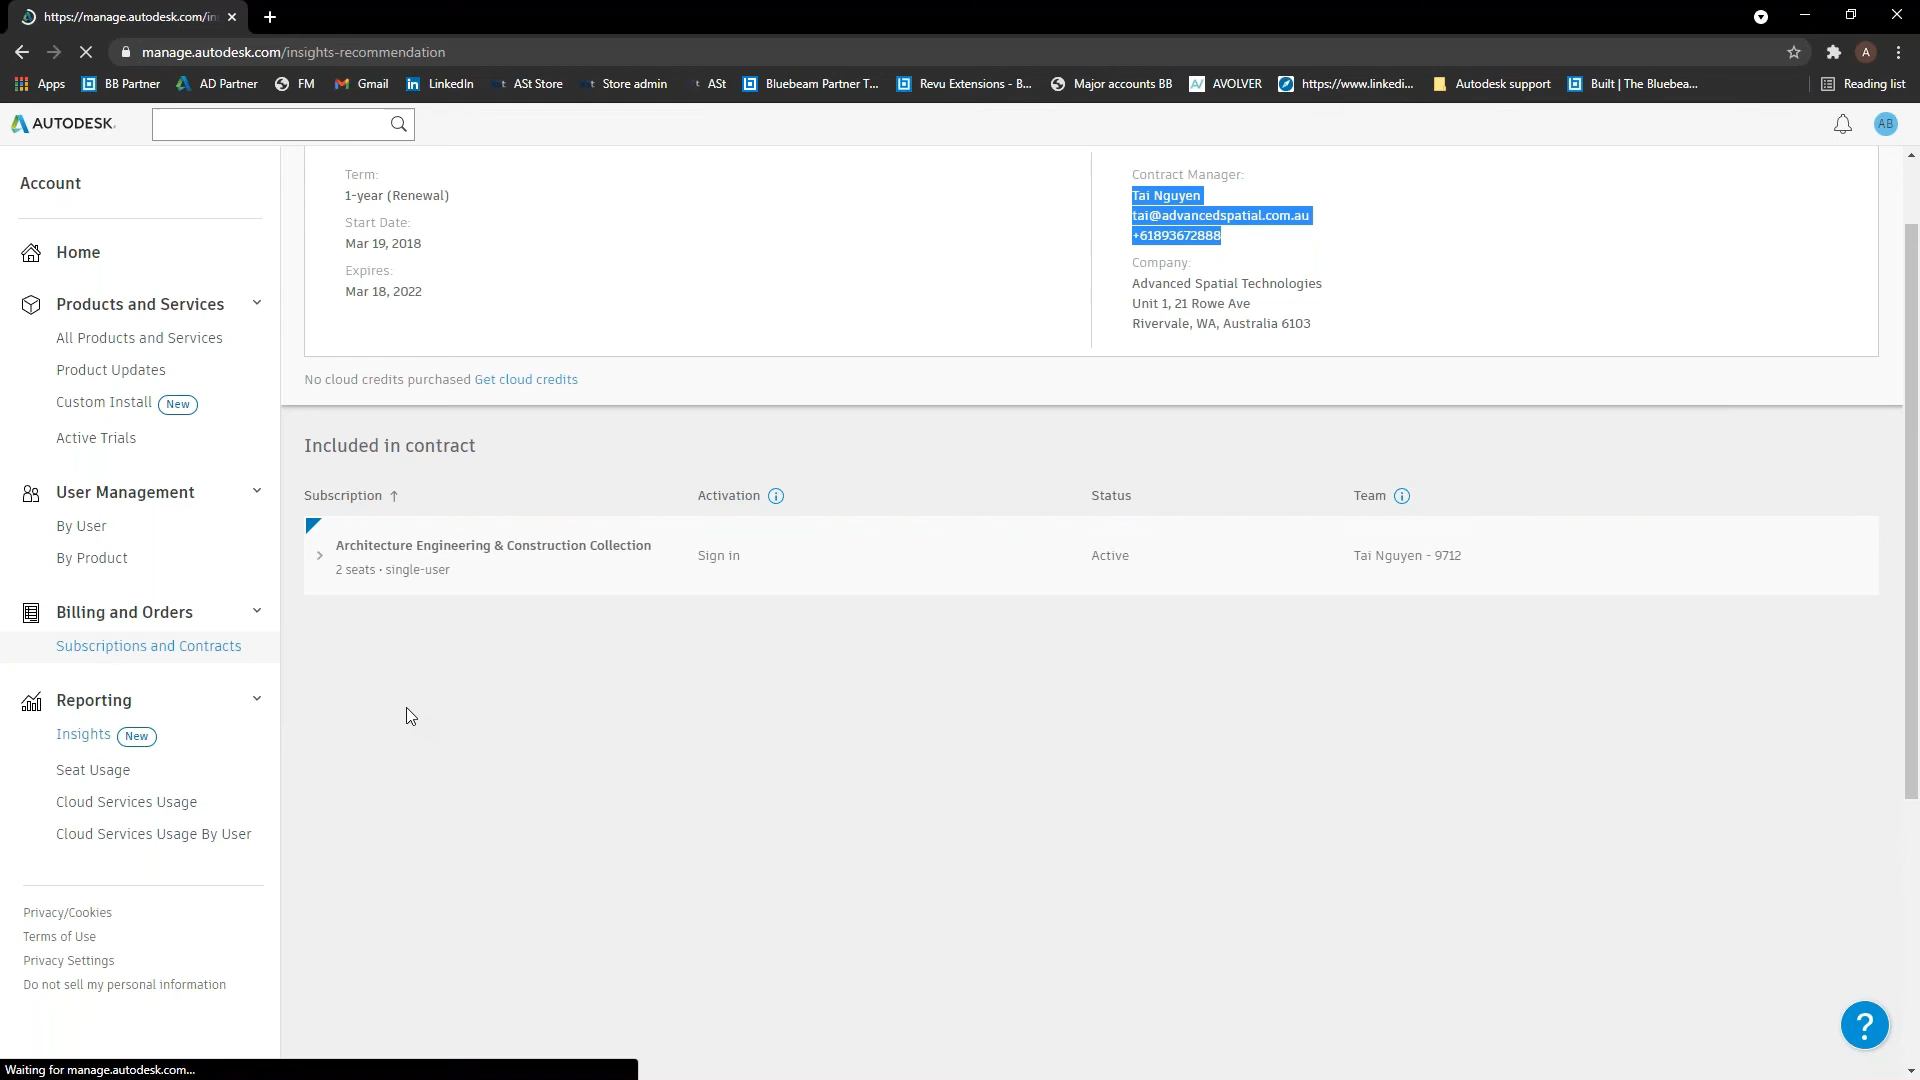 https://manage.autodesk.com/in
manage.autodesk.com/insights-recommendation
A
Apps
BB Partner
AD Partner
FM
Gmail
LinkedIn
t ASt Store
t Store admin
t ASt
Bluebeam Partner T...
Revu Extensions - B...
Major accounts BB
AVOLVER
https://www.linkedi...
Autodesk support
Built | The Bluebea...
Reading list
AUTODESK.
AB
Account
Home
Products and Services
All Products and Services
Product Updates
Custom Install New
Active Trials
User Management
By User
By Product
Billing and Orders
Subscriptions and Contracts
Reporting
Insights New
Seat Usage
Cloud Services Usage
Cloud Services Usage By User
Privacy/Cookies
Terms of Use
Privacy Settings
Do not sell my personal information
Term:
1-year (Renewal)
Start Date:
Mar 19, 2018
Expires:
Mar 18, 2022
Contract Manager:
Tai Nguyen
tai@advancedspatial.com.au
+61893672888
Company:
Advanced Spatial Technologies
Unit 1, 21 Rowe Ave
Rivervale, WA, Australia 6103
No cloud credits purchased Get cloud credits
Included in contract
Subscription ↑
Activation
Status
Team
Architecture Engineering & Construction Collection
2 seats • single-user
Sign in
Active
Tai Nguyen - 9712
?
Waiting for manage.autodesk.com...